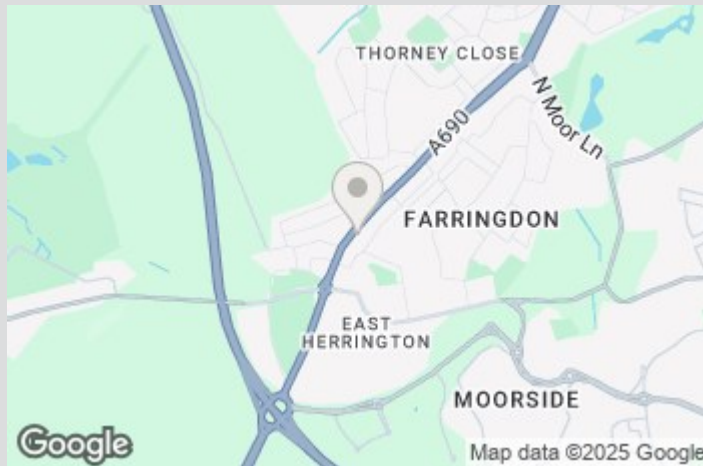 THORNEY CLOSE
N Moor Ln
A690
FARRINGDON
EAST
HERRINGTON
MOORSIDE
Google
Map data ©2025 Google